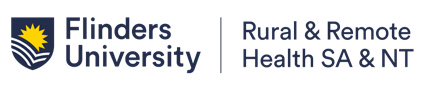 Flinders
University
Rural & Remote
Health SA & NT